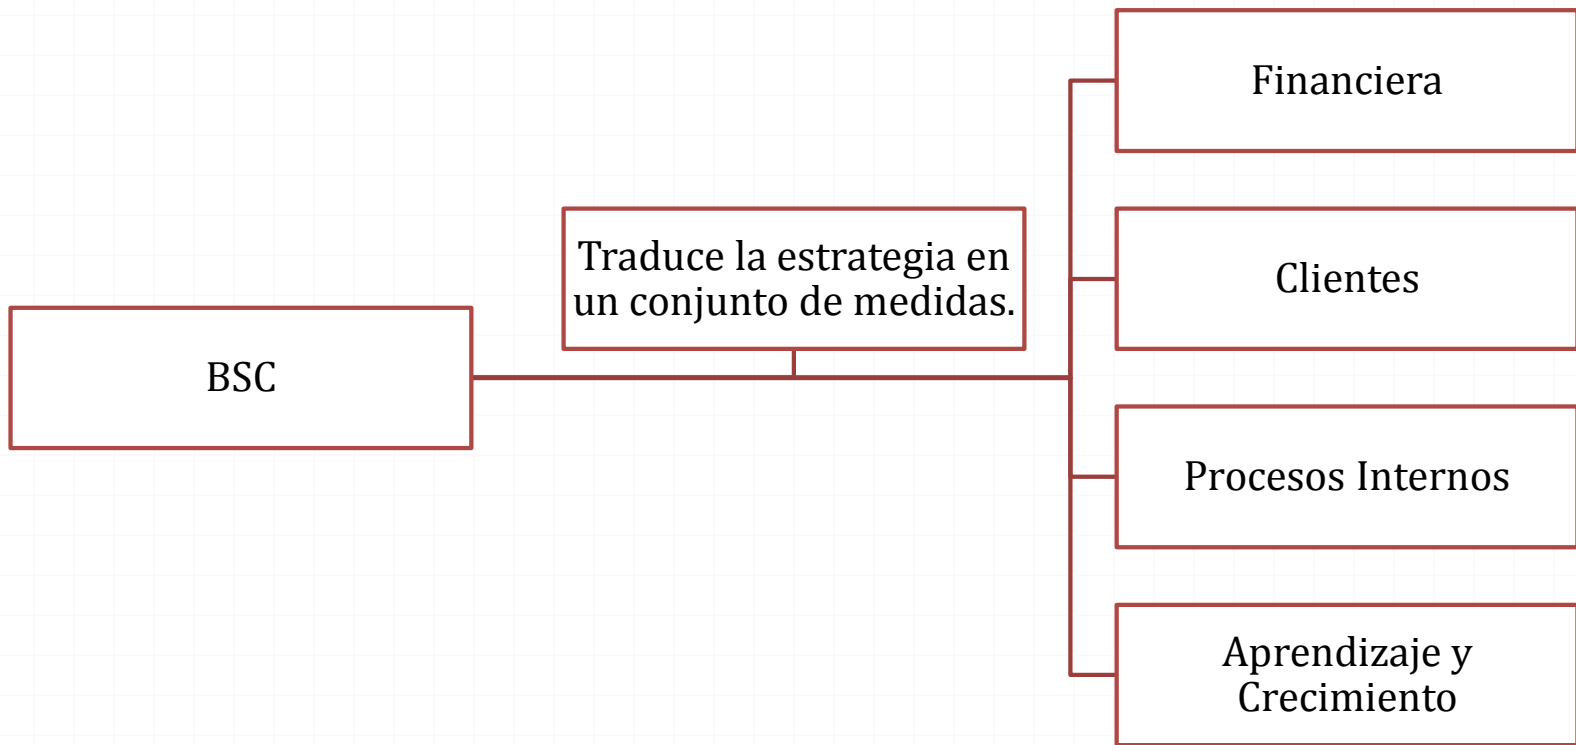 BSC
Traduce la estrategia en
un conjunto de medidas.
Financiera
Clientes
Procesos Internos
Aprendizaje y
Crecimiento